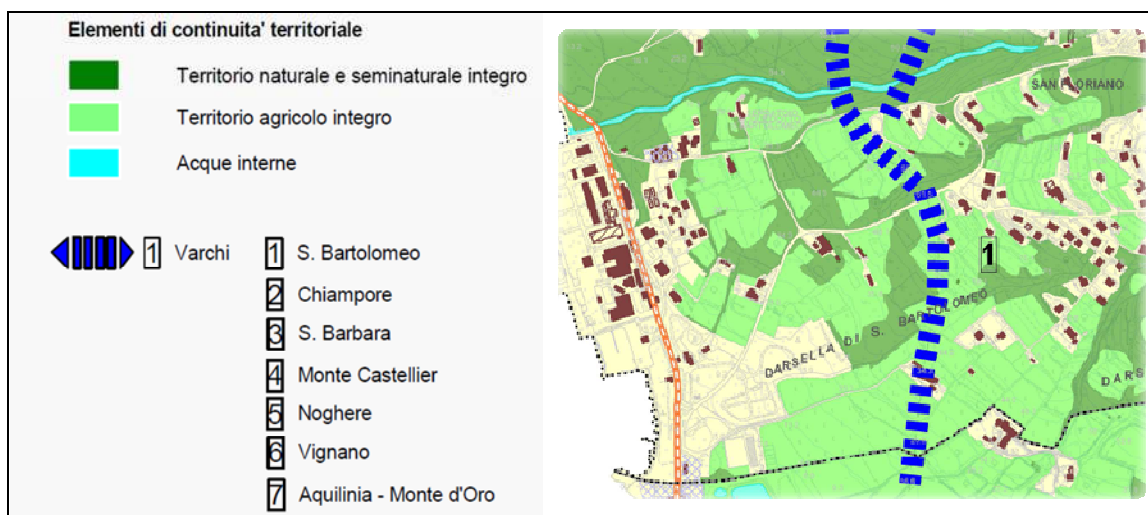 Elementi di continuita' territoriale
Territorio naturale e seminaturale integro
Territorio agricolo integro
Acque interne
1 Varchi
1 S. Bartolomeo
2 Chiampore
3 S. Barbara
4 Monte Castellier
5 Noghere
6 Vignano
7 Aquilinia - Monte d'Oro
SAN FLORIANO
1
DARSELLA DI S. BARTOLOMEO
DARS